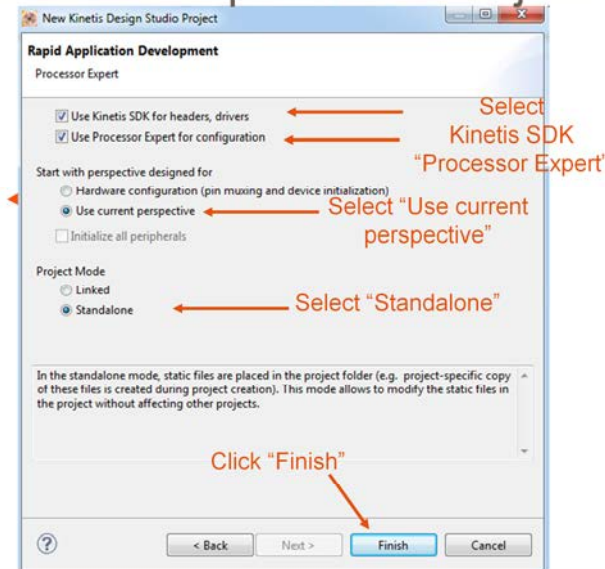 New Kinetis Design Studio Project
Rapid Application Development
Processor Expert
Use Kinetis SDK for headers, drivers
Use Processor Expert for configuration
Select
Kinetis SDK
"Processor Expert"
Start with perspective designed for
Hardware configuration (pin muxing and device initialization)
Use current perspective
Select "Use current
perspective"
Initialize all peripherals
Project Mode
Linked
Standalone
Select "Standalone"
In the standalone mode, static files are placed in the project folder (e.g. project-specific copy
of these files is created during project creation). This mode allows to modify the static files in
the project without affecting other projects.
Click "Finish"
?
< Back
Next >
Finish
Cancel